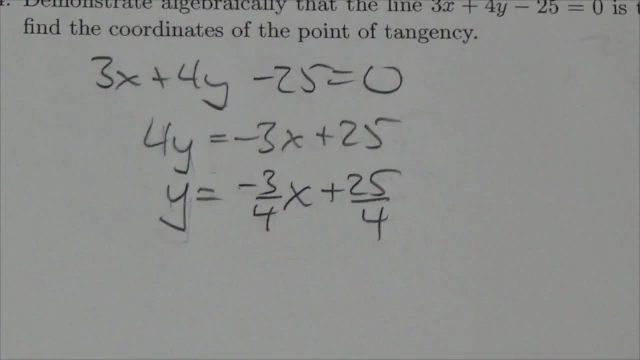 Demonstrate algebraically that the line 3x + 4y − 25 = 0 is
find the coordinates of the point of tangency.
3x+4y -25=0
4y=-3x+25
y= -3/4 x + 25/4